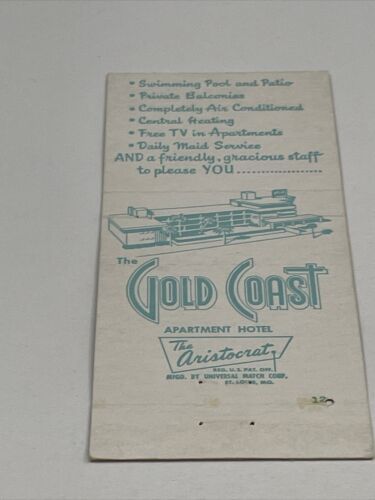 • Swimming Pool and Patio
• Private Balconies
• Completely Air Conditioned
• Central Heating
• Free TV in Apartments
• Daily Maid Service
AND a friendly, gracious staff
to please YOU....................
The
GOLD COAST
APARTMENT HOTEL
The
Aristocrat
REG. U.S. PAT. OFF.
MFGD. BY UNIVERSAL MATCH CORP.
ST. LOUIS, MO.